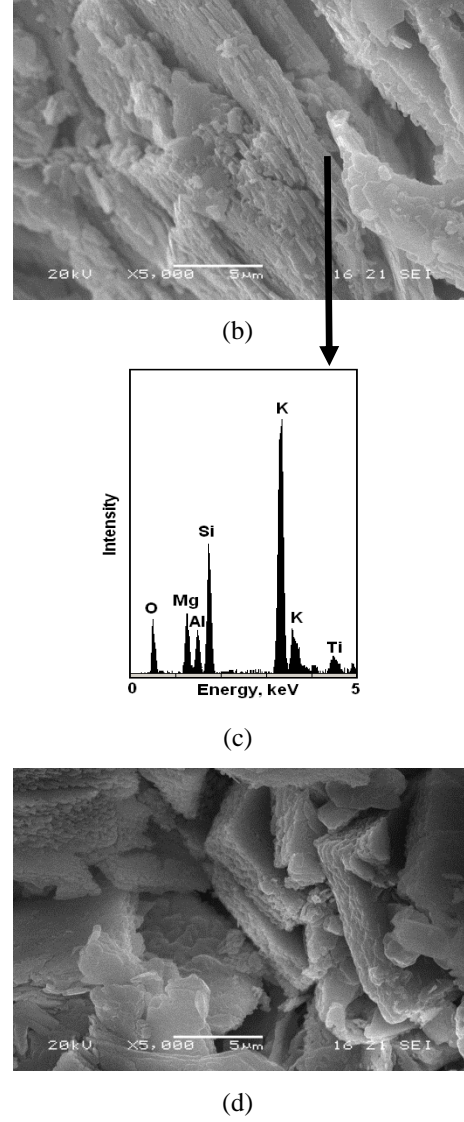 20kV X5,000 5µm 16 21 SEI
(b)
K
Si
Intensity
O Mg Al K Ti
0 Energy, keV 5
(c)
20kV X5,000 5µm 16 21 SEI
(d)